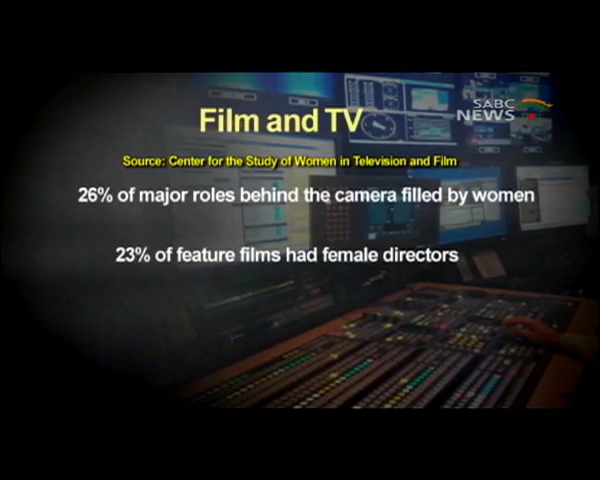 Film and TV
SABC
NEWS
Source: Center for the Study of Women in Television and Film
26% of major roles behind the camera filled by women
23% of feature films had female directors